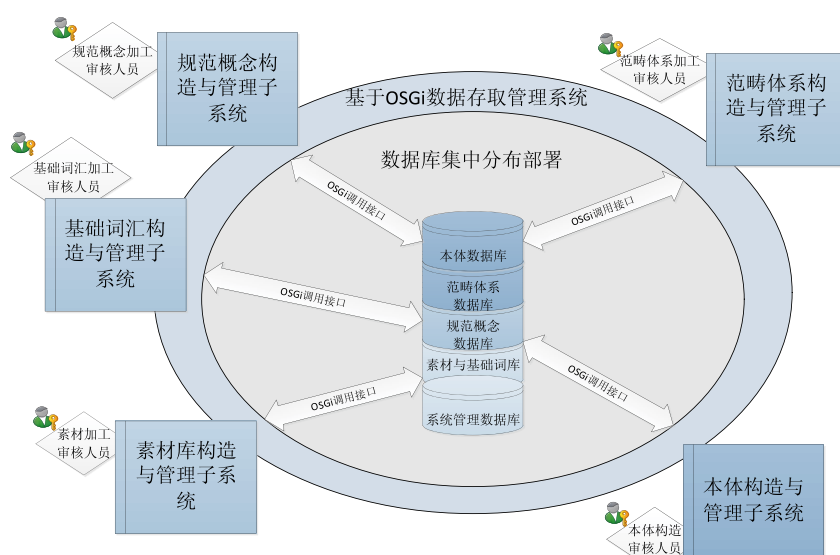 规范概念加工
审核人员
规范概念构
造与管理子
系统
范畴体系加工
审核人员
范畴体系构
造与管理子
系统
基于OSGi数据存取管理系统
数据库集中分布部署
基础词汇加工
审核人员
基础词汇构
造与管理子
系统
OSGi调用接口
OSGi调用接口
OSGi调用接口
OSGi调用接口
OSGi调用接口
本体数据库
范畴体系
数据库
规范概念
数据库
素材与基础词库
系统管理数据库
素材加工
审核人员
素材库构造
与管理子系
统
本体构造与
管理子系统
本体构造
审核人员